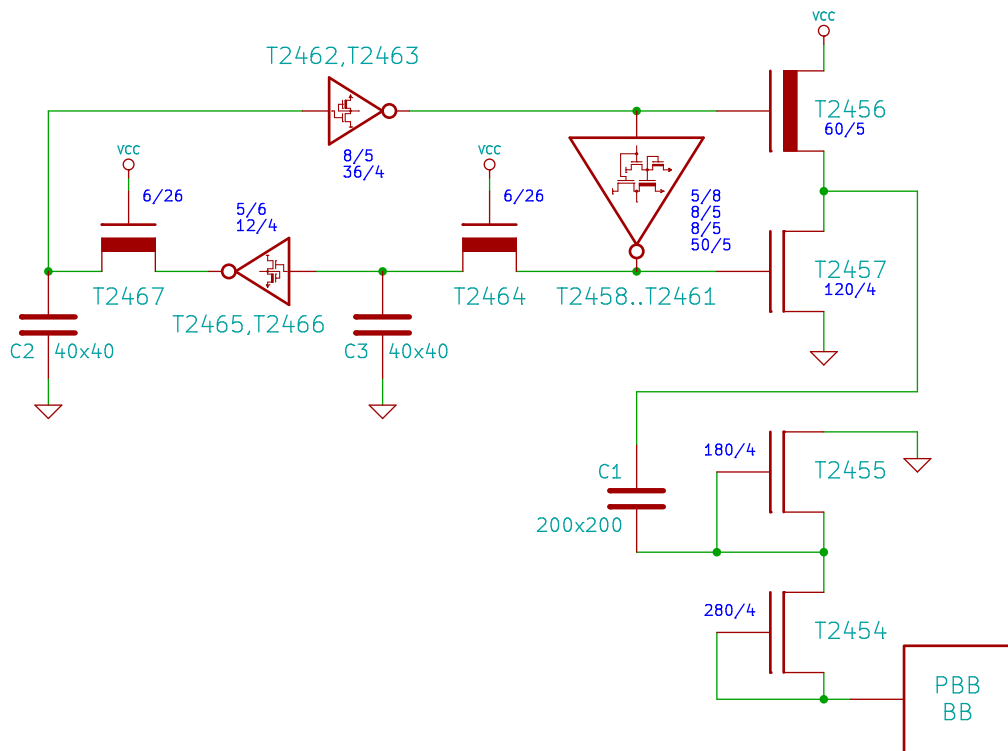 VCC
T2462,T2463
T2456
60/5
8/5
36/4
VCC
VCC
6/26
6/26
5/6
12/4
5/8
8/5
8/5
50/5
T2457
120/4
T2467
T2464
T2458..T2461
T2465,T2466
C2 40x40
C3 40x40
180/4
T2455
C1
200x200
280/4
T2454
PBB
BB